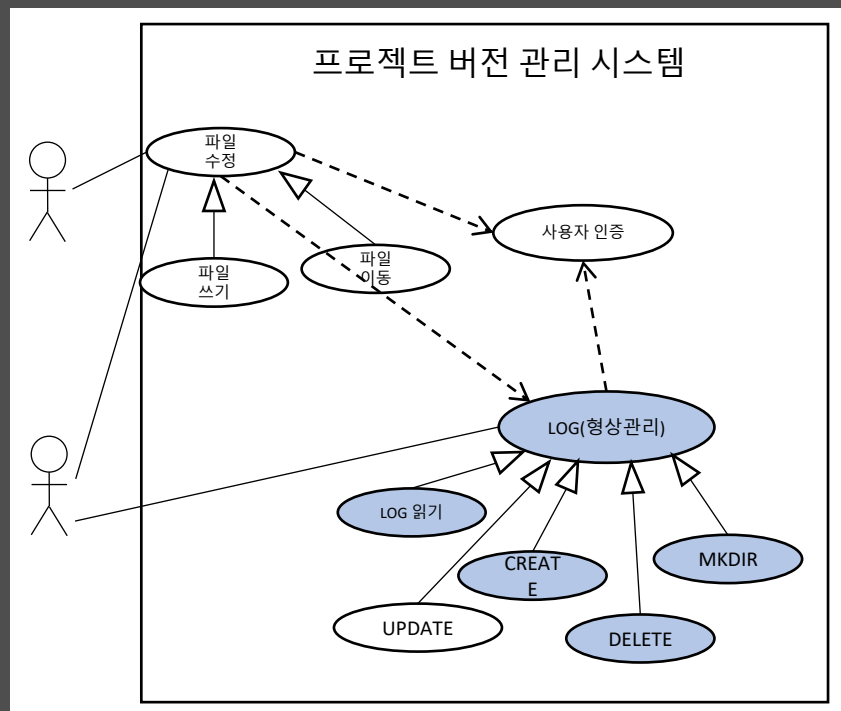 프로젝트 버전 관리 시스템
파일
수정
사용자 인증
파일
쓰기
파일
이동
LOG(형상관리)
LOG 읽기
CREAT
E
MKDIR
UPDATE
DELETE